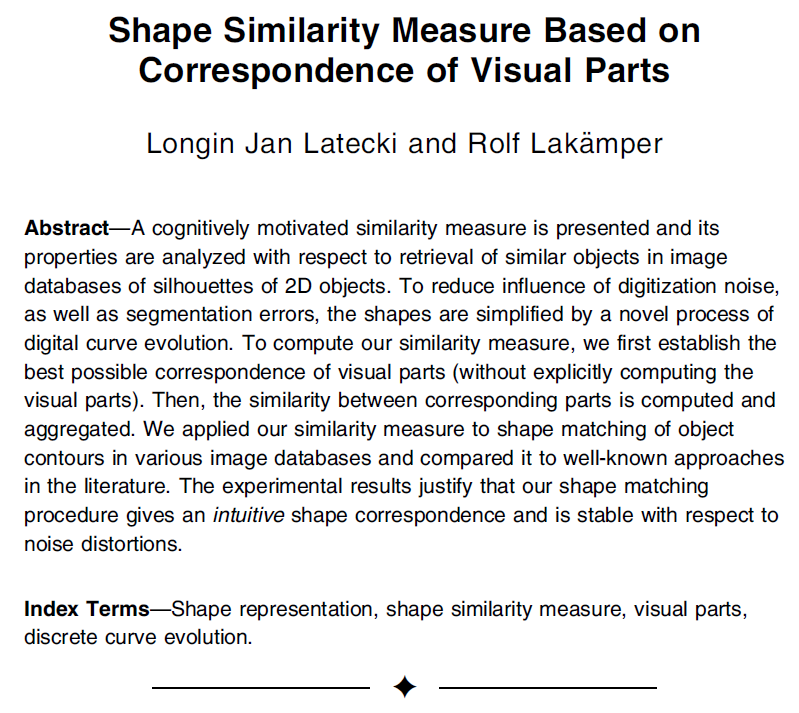 Shape Similarity Measure Based on
Correspondence of Visual Parts
Longin Jan Latecki and Rolf Lakämper
Abstract—A cognitively motivated similarity measure is presented and its
properties are analyzed with respect to retrieval of similar objects in image
databases of silhouettes of 2D objects. To reduce influence of digitization noise,
as well as segmentation errors, the shapes are simplified by a novel process of
digital curve evolution. To compute our similarity measure, we first establish the
best possible correspondence of visual parts (without explicitly computing the
visual parts). Then, the similarity between corresponding parts is computed and
aggregated. We applied our similarity measure to shape matching of object
contours in various image databases and compared it to well-known approaches
in the literature. The experimental results justify that our shape matching
procedure gives an intuitive shape correspondence and is stable with respect to
noise distortions.
Index Terms—Shape representation, shape similarity measure, visual parts,
discrete curve evolution.